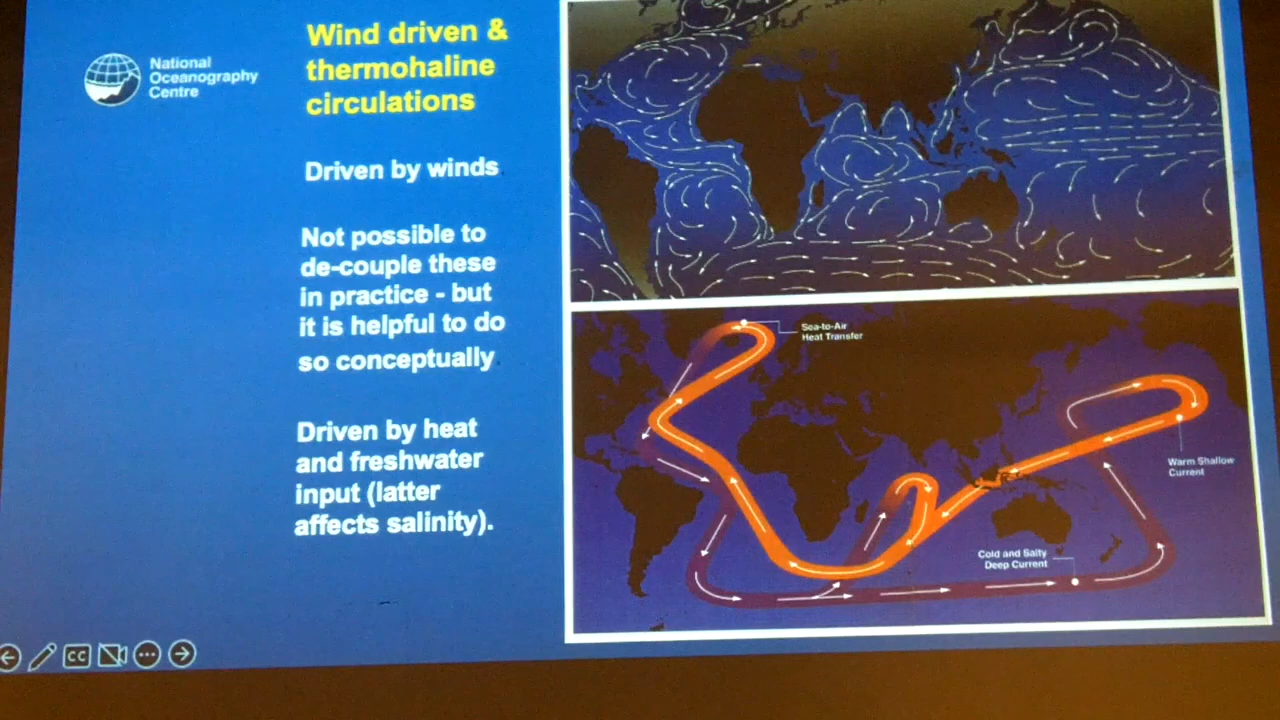 National
Oceanography
Centre
Wind driven &
thermohaline
circulations
Driven by winds
Not possible to
de-couple these
in practice - but
it is helpful to do
so conceptually
Driven by heat
and freshwater
input (latter
affects salinity).
Sea-to-Air
Heat Transfer
Warm Shallow
Current
Cold and Salty
Deep Current
CC